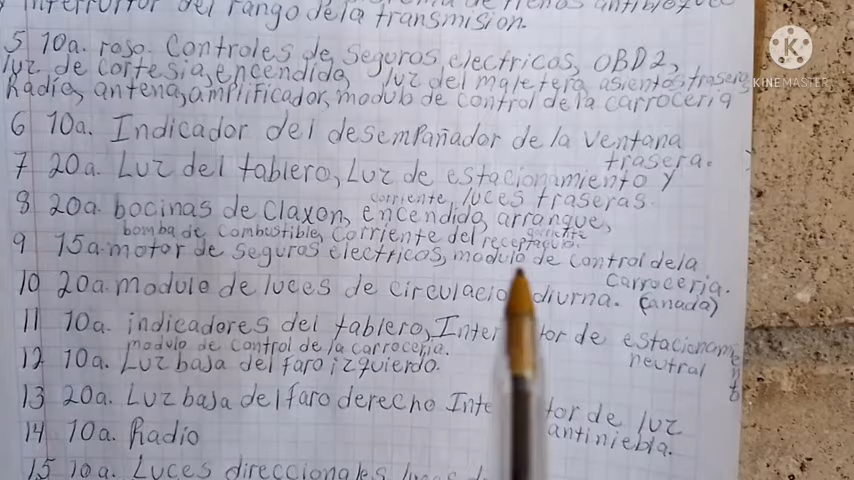 Interruptor del rango de la transmision.
5 10a. roso. Controles de seguros electricos, OBD2,
luz de cortesia, encendido, luz del maletera, asientos traseros
Radio, antena, amplificador, modulo de control de la carroceria
6 10a. Indicador del desempañador de la ventana
trasera.
7 20a. Luz del tablero, Luz de estacionamiento y
corriente, luces traseras.
8 20a. bocinas de claxon, encendido, arranque,
bomba de combustible, corriente del
9 15a. motor de seguros electricos, modulo de control de la
carroceria.
10 20a. modulo de luces de circulacio diurna. (Canada)
11 10a. indicadores del tablero, Inter tor de estacionamiento
modulo de control de la carroceria. neutral
12 10a. Luz baja del faro izquierdo.
13 20a. Luz baja del faro derecho Inte tor de luz
antiniebla.
14 10a. Radio
15 10a. Luces direccionales
KINEMASTER